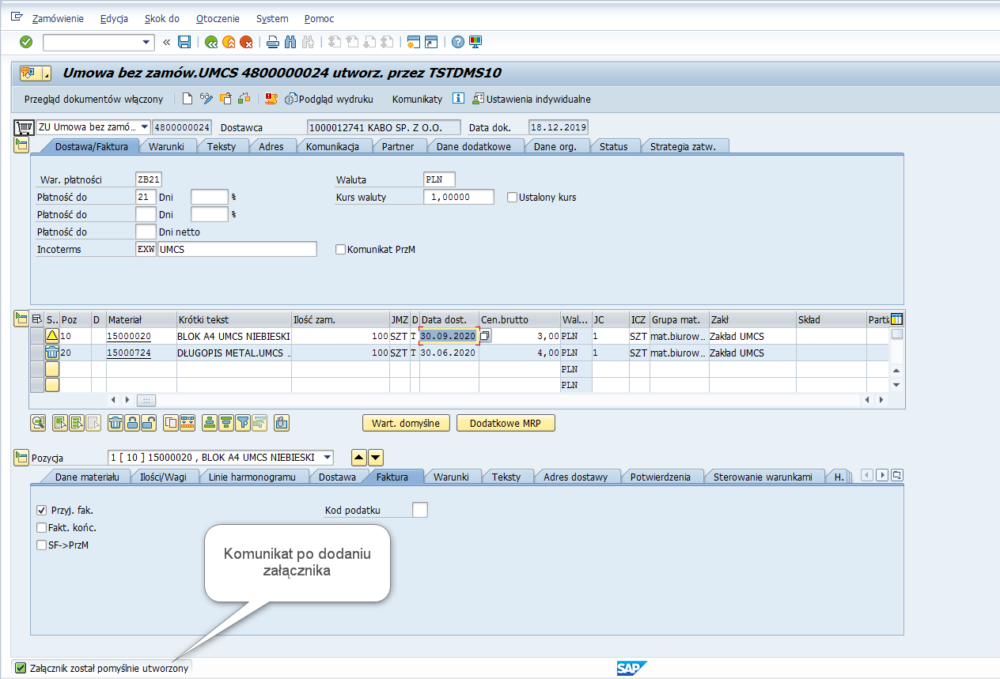 Zamówienie Edycja Skok do Otoczenie System Pomoc
«
Umowa bez zamów.UMCS 4800000024 utworz. przez TSTDMS10
Przegląd dokumentów włączony Podgląd wydruku Komunikaty Ustawienia indywidualne
ZU Umowa bez zamó... 4800000024 Dostawca 1000012741 KABO SP. Z O.O. Data dok. 18.12.2019
Dostawa/Faktura Warunki Teksty Adres Komunikacja Partner Dane dodatkowe Dane org. Status Strategia zatw.
War. płatności ZB21 Waluta PLN
Płatność do 21 Dni % Kurs waluty 1,00000 Ustalony kurs
Płatność do Dni %
Płatność do Dni netto
Incoterms EXW UMCS Komunikat PrzM
S.. Poz D Materiał Krótki tekst Ilość zam. JMZ D Data dost. Cen.brutto Wal... JC ICZ Grupa mat. Zakł Skład Parti
10 15000020 BLOK A4 UMCS NIEBIESKI 100 SZT T 30.09.2020 3,00 PLN 1 SZT mat.biurow... Zakład UMCS
20 15000724 DŁUGOPIS METAL.UMCS .. 100 SZT T 30.06.2020 4,00 PLN 1 SZT mat.biurow... Zakład UMCS
PLN
PLN
Wart. domyślne Dodatkowe MRP
Pozycja 1 [ 10 ] 15000020 , BLOK A4 UMCS NIEBIESKI
Dane materiału Ilości/Wagi Linie harmonogramu Dostawa Faktura Warunki Teksty Adres dostawy Potwierdzenia Sterowanie warunkami H.
Przyj. fak. Kod podatku
Fakt. końc.
SF->PrzM
Komunikat po dodaniu
załącznika
Załącznik został pomyślnie utworzony SAP